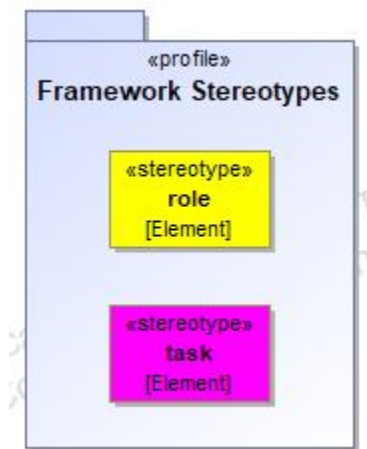 «profile»
Framework Stereotypes
«stereotype»
role
[Element]
«stereotype»
task
[Element]